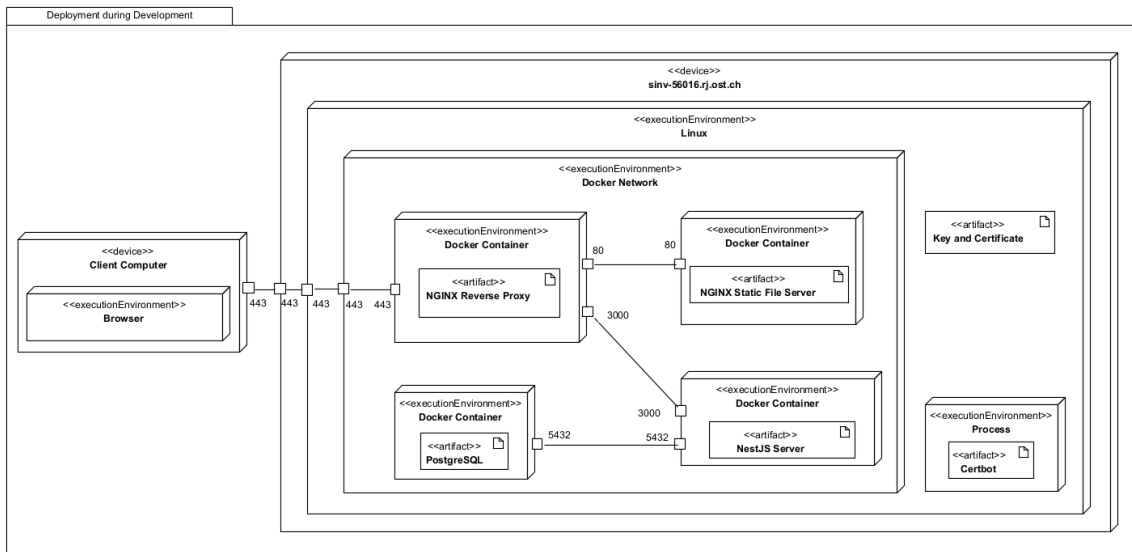 Deployment during Development
<<device>>
sinv-56016.rj.ost.ch
<<executionEnvironment>>
Linux
<<executionEnvironment>>
Docker Network
<<executionEnvironment>>
Docker Container
<<artifact>>
NGINX Reverse Proxy
80
80
<<executionEnvironment>>
Docker Container
<<artifact>>
NGINX Static File Server
<<artifact>>
Key and Certificate
<<device>>
Client Computer
<<executionEnvironment>>
Browser
443
443
443
443
443
3000
3000
<<executionEnvironment>>
Docker Container
<<artifact>>
PostgreSQL
5432
5432
<<executionEnvironment>>
Docker Container
<<artifact>>
NestJS Server
<<executionEnvironment>>
Process
<<artifact>>
Certbot